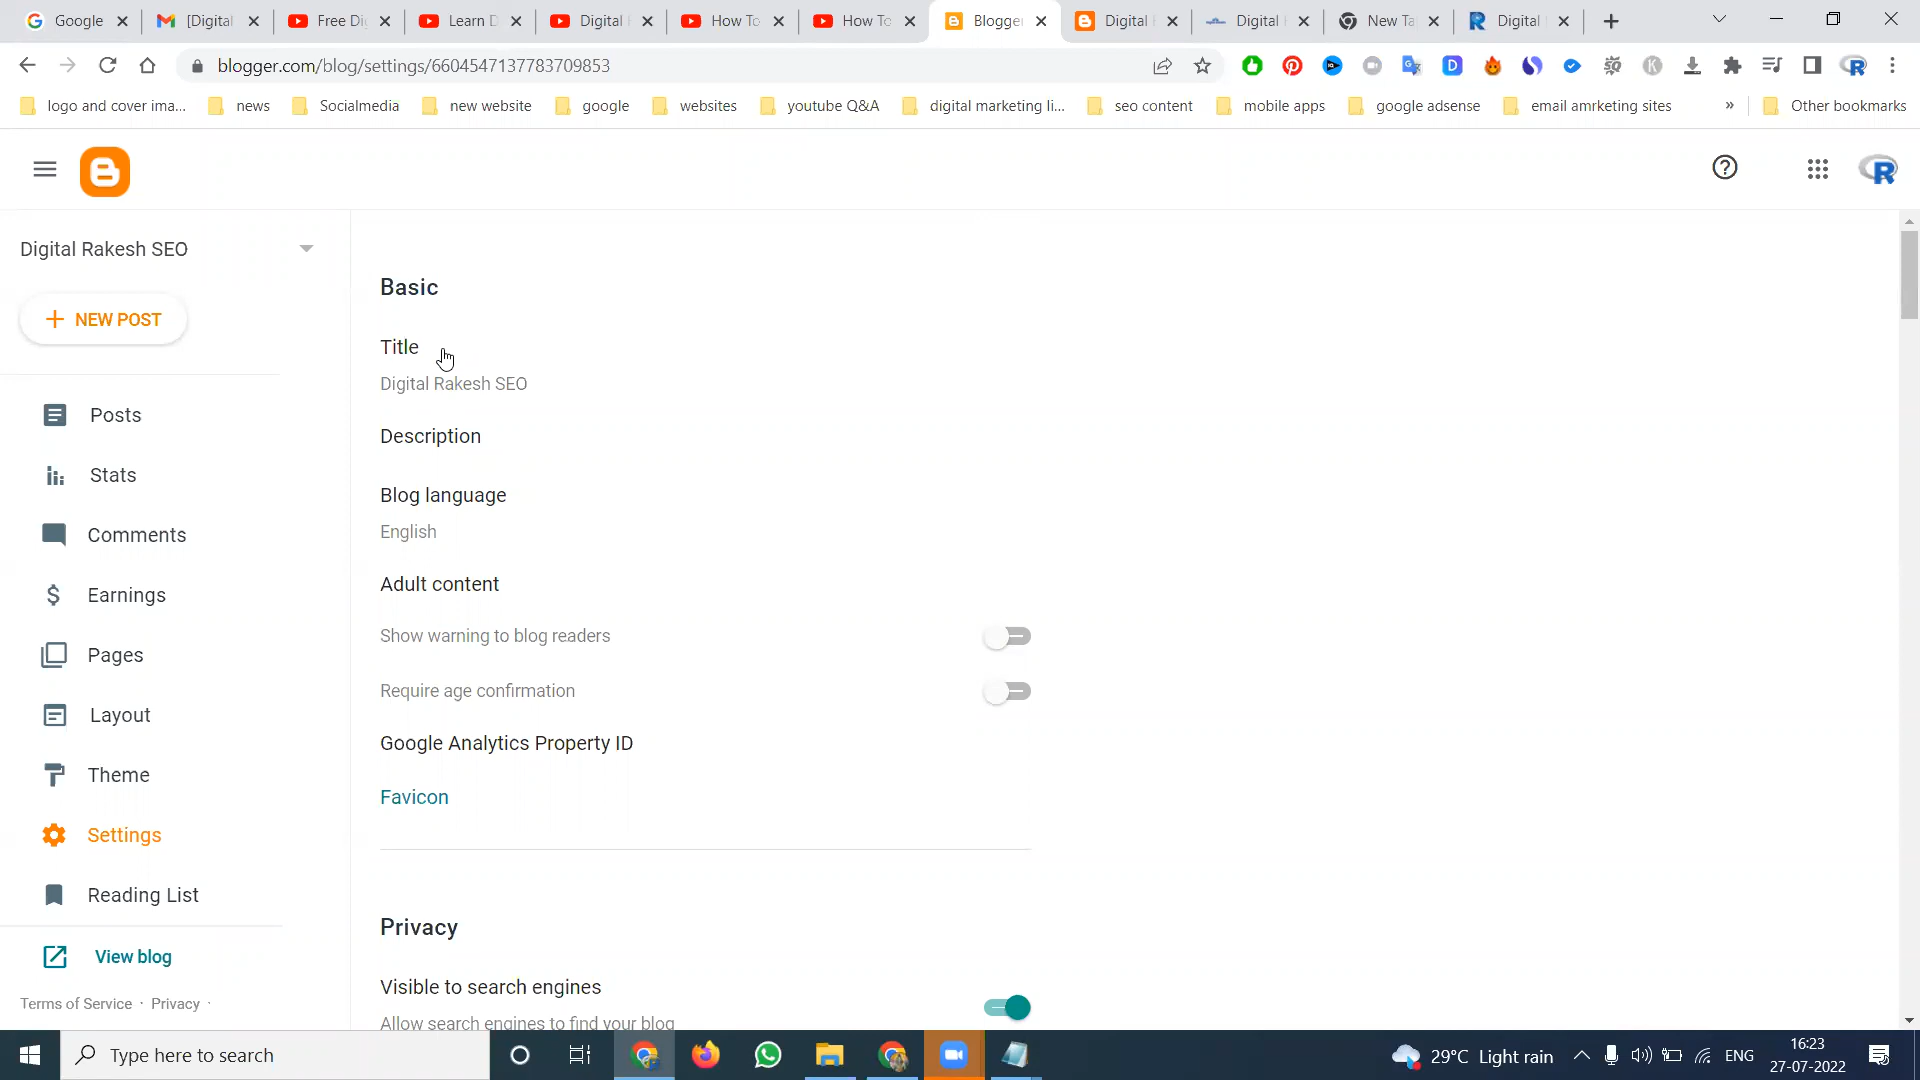 Google
[Digital
Free Di
Learn D
Digital
How To
How To
Blogger
Digital
Digital
New Ta
Digital
blogger.com/blog/settings/6604547137783709853
logo and cover ima...
news
Socialmedia
new website
google
websites
youtube Q&A
digital marketing li...
seo content
mobile apps
google adsense
email amrketing sites
»
Other bookmarks
Digital Rakesh SEO
NEW POST
Posts
Stats
Comments
Earnings
Pages
Layout
Theme
Settings
Reading List
View blog
Terms of Service · Privacy ·
Basic
Title
Digital Rakesh SEO
Description
Blog language
English
Adult content
Show warning to blog readers
Require age confirmation
Google Analytics Property ID
Favicon
Privacy
Visible to search engines
Allow search engines to find your blog
Type here to search
29°C Light rain
ENG
16:23
27-07-2022